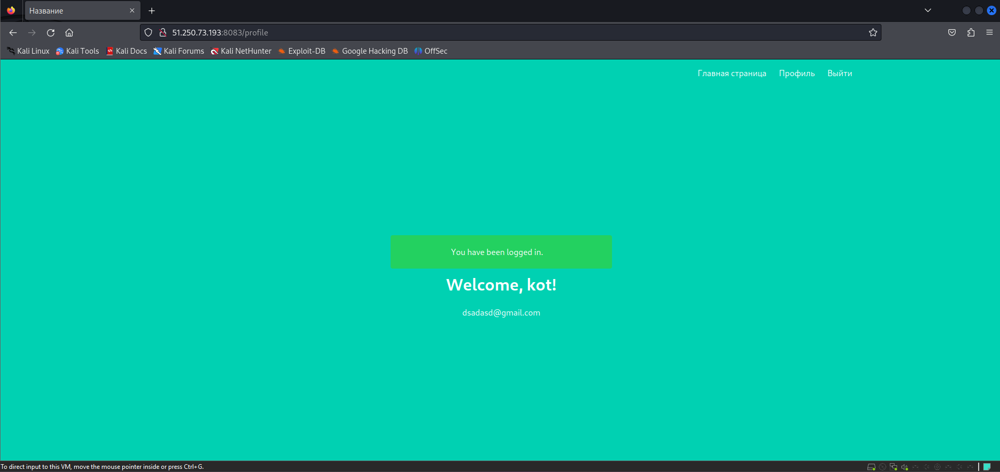 Название
51.250.73.193:8083/profile
Kali Linux Kali Tools Kali Docs Kali Forums Kali NetHunter Exploit-DB Google Hacking DB OffSec
Главная страница Профиль Выйти
You have been logged in.
Welcome, kot!
dsadasd@gmail.com
To direct input to this VM, move the mouse pointer inside or press Ctrl+G.